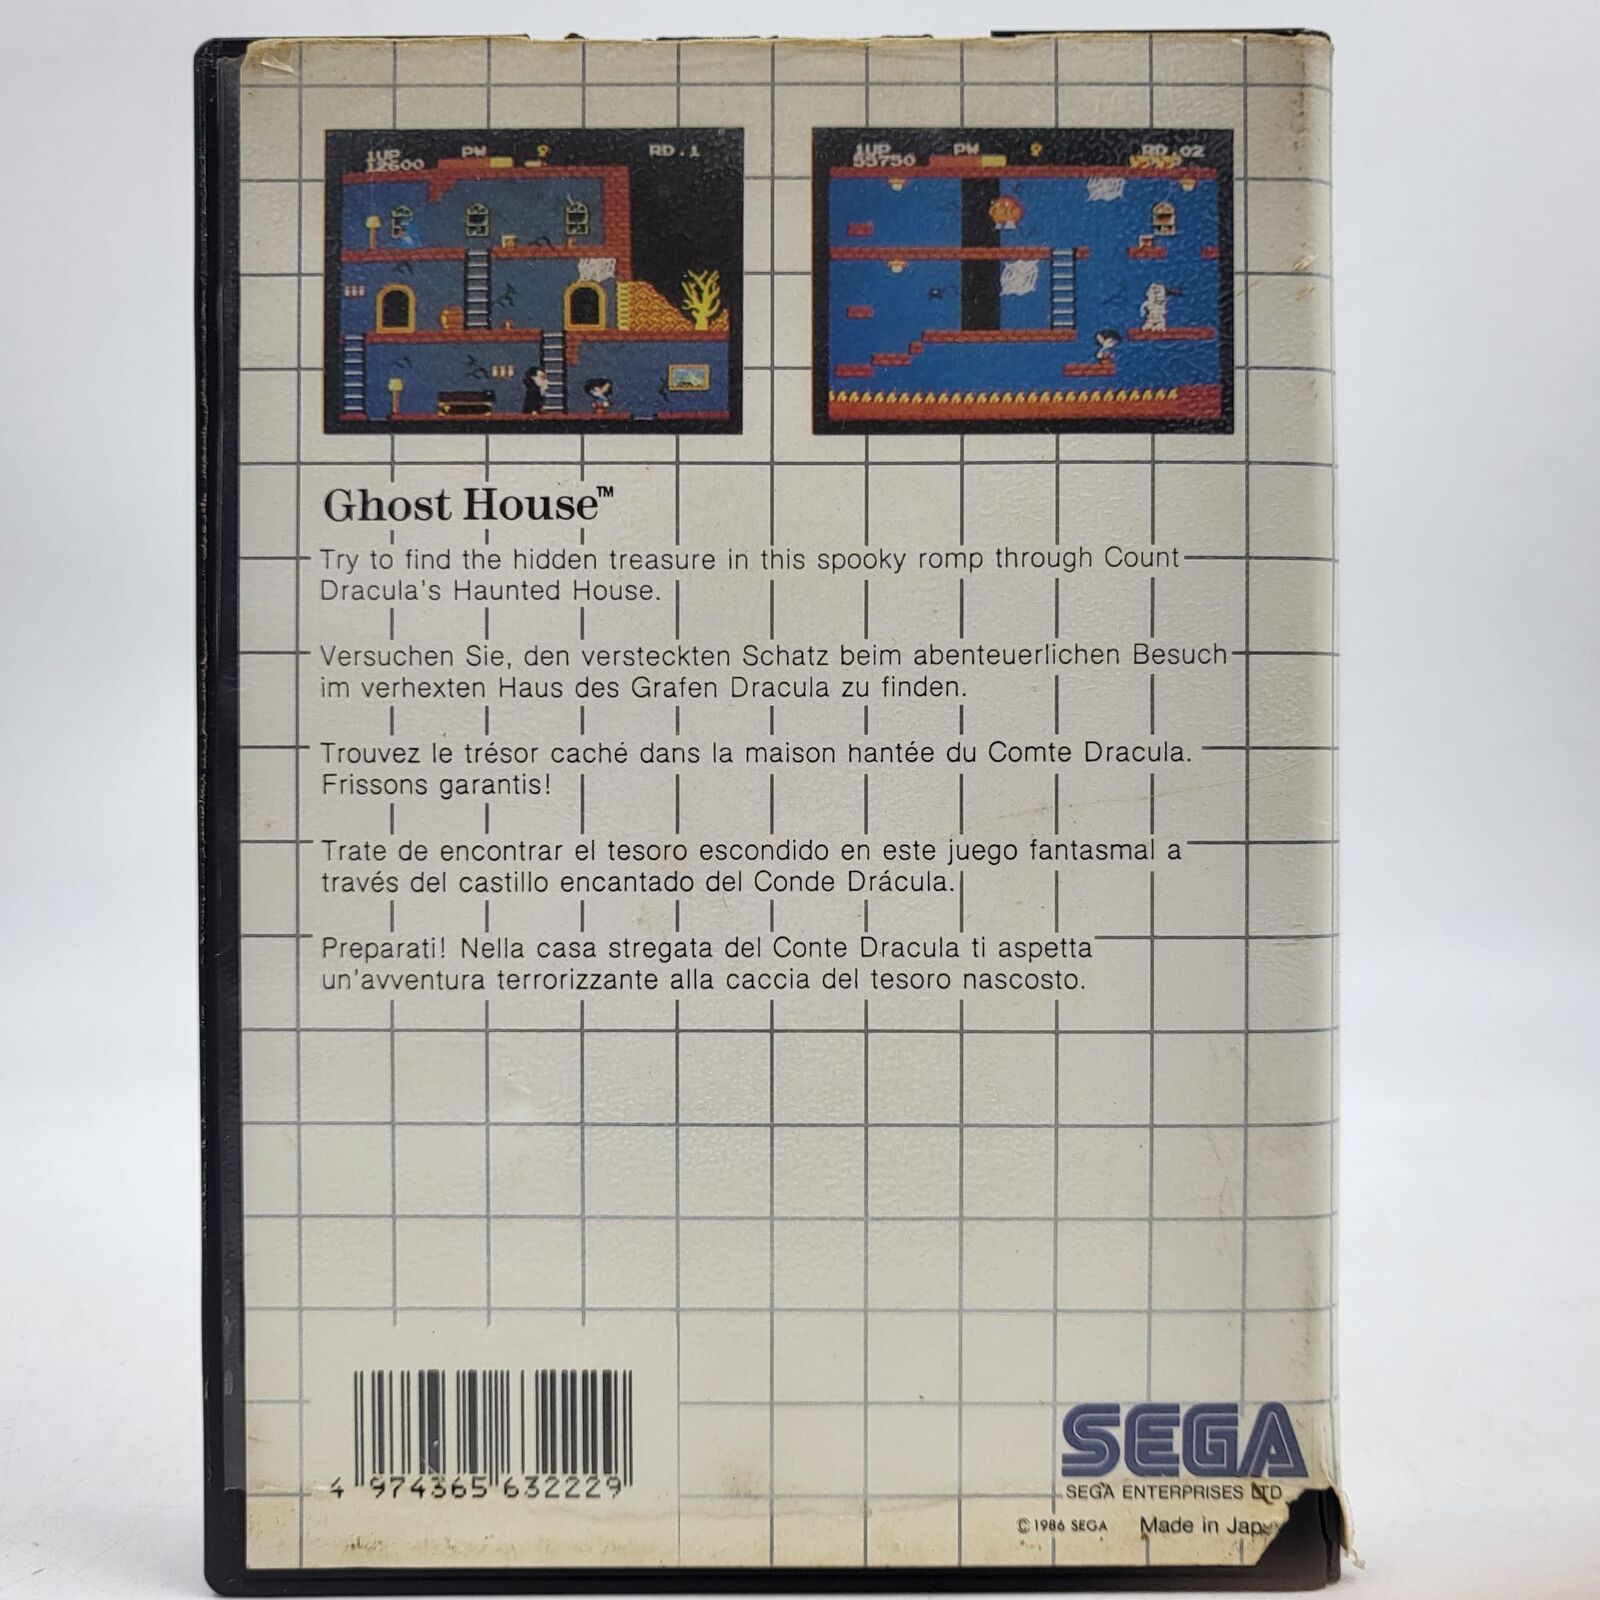 1UP PW RD.1
12600
1UP PW RD.02
55750
Ghost House™
Try to find the hidden treasure in this spooky romp through Count
Dracula's Haunted House.
Versuchen Sie, den versteckten Schatz beim abenteuerlichen Besuch
im verhexten Haus des Grafen Dracula zu finden.
Trouvez le trésor caché dans la maison hantée du Comte Dracula.
Frissons garantis!
Trate de encontrar el tesoro escondido en este juego fantasmal a
través del castillo encantado del Conde Drácula.
Preparati! Nella casa stregata del Conte Dracula ti aspetta
un'avventura terrorizzante alla caccia del tesoro nascosto.
4 974365 632229
SEGA
SEGA ENTERPRISES LTD.
© 1986 SEGA Made in Jap